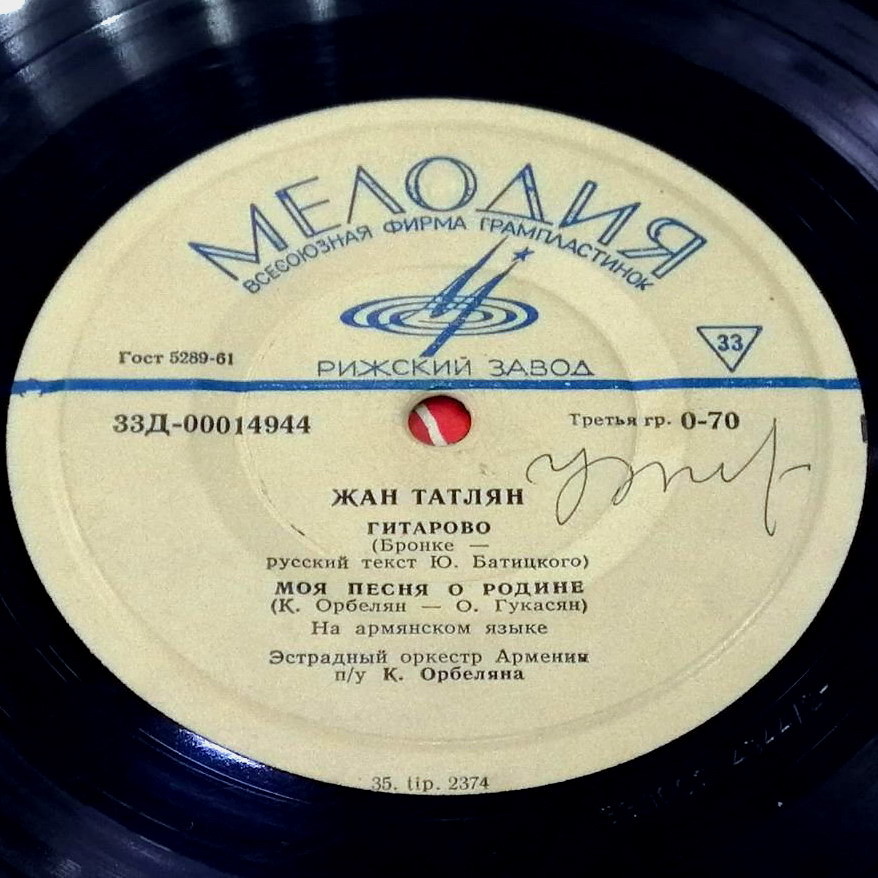 МЕЛОДИЯ
ВСЕСОЮЗНАЯ ФИРМА ГРАМПЛАСТИНОК
33
Гост 5289-61
РИЖСКИЙ ЗАВОД
33Д-00014944
Третья гр. 0-70
ЖАН ТАТЛЯН
ГИТАРОВО
(Бронке —
русский текст Ю. Батицкого)
МОЯ ПЕСНЯ О РОДИНЕ
(К. Орбелян — О. Гукасян)
На армянском языке
Эстрадный оркестр Армении
п/у К. Орбеляна
35. tip. 2374